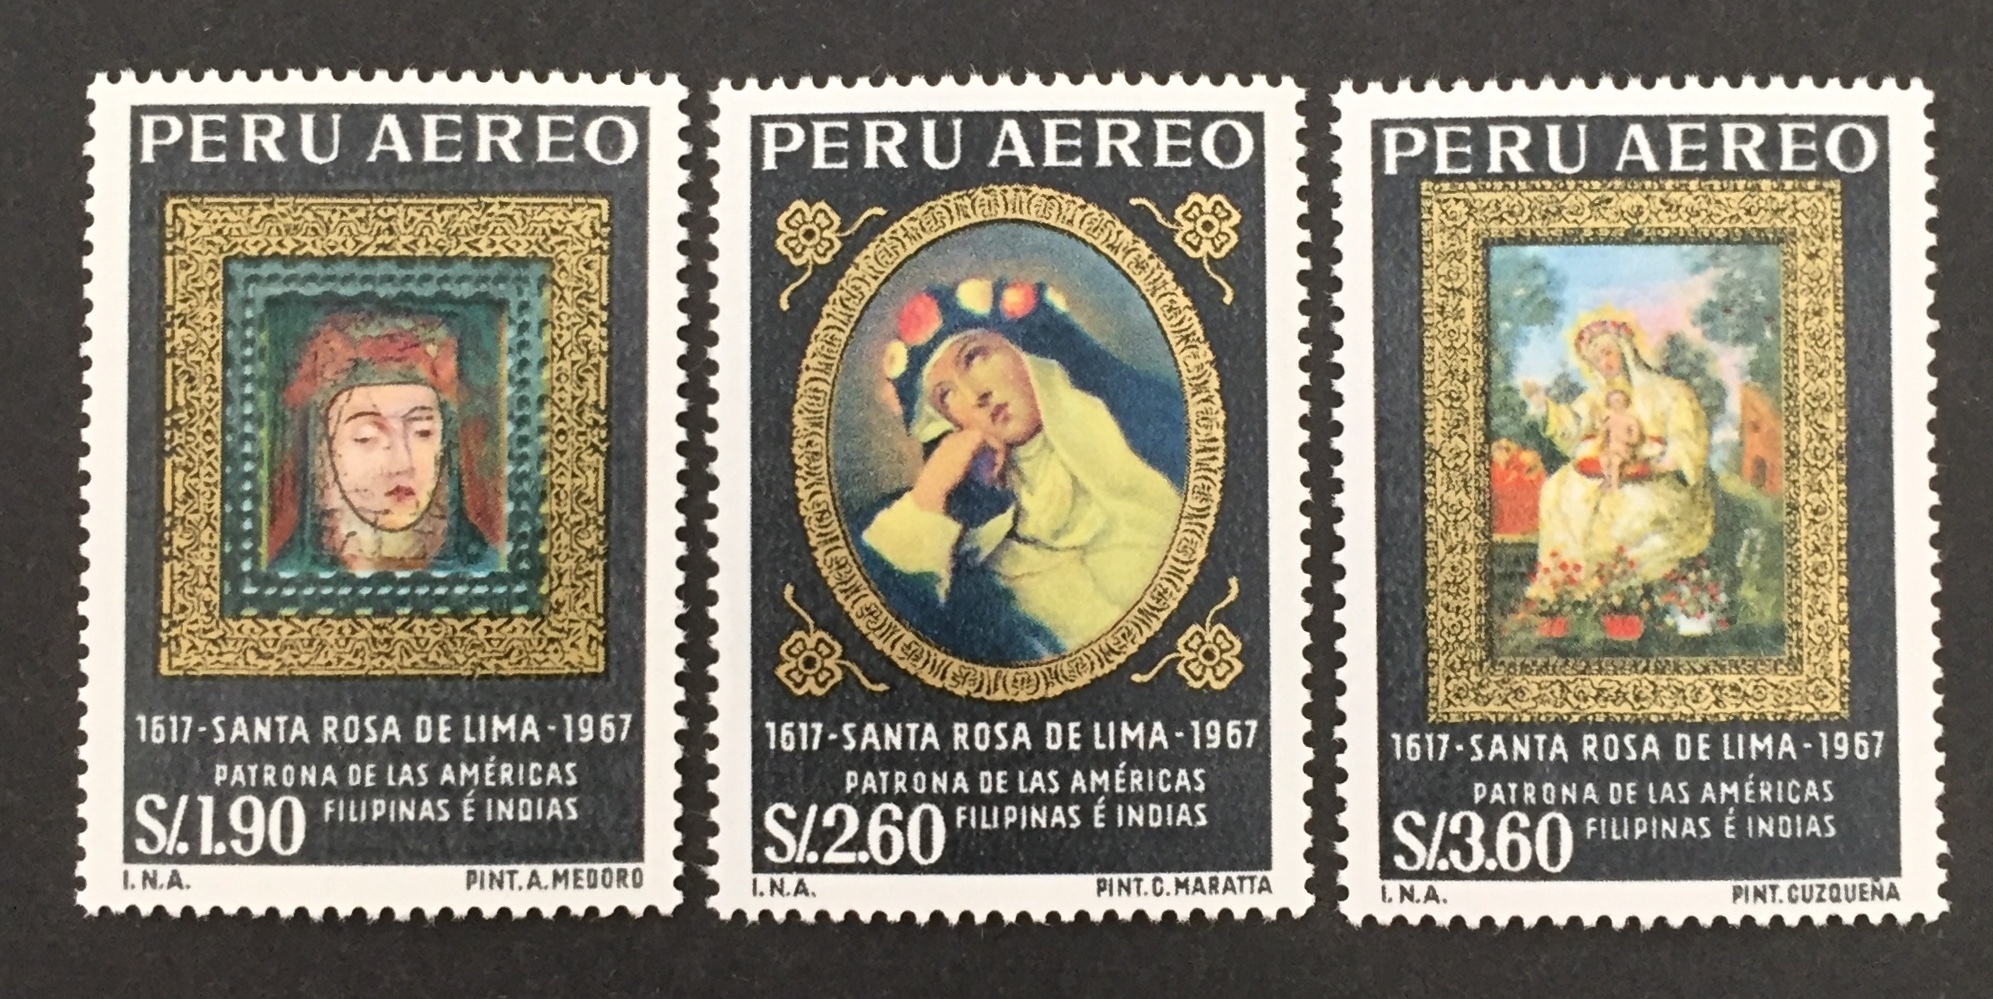 PERU AEREO
1617-SANTA ROSA DE LIMA-1967
PATRONA DE LAS AMÉRICAS
FILIPINAS É INDIAS
S/.1.90
I.N.A.
PINT. A. MEDORO
PERU AEREO
1617-SANTA ROSA DE LIMA-1967
PATRONA DE LAS AMÉRICAS
FILIPINAS É INDIAS
S/.2.60
I.N.A.
PINT. C. MARATTA
PERU AEREO
1617-SANTA ROSA DE LIMA-1967
PATRONA DE LAS AMÉRICAS
FILIPINAS É INDIAS
S/.3.60
I.N.A.
PINT. CUZQUEÑA